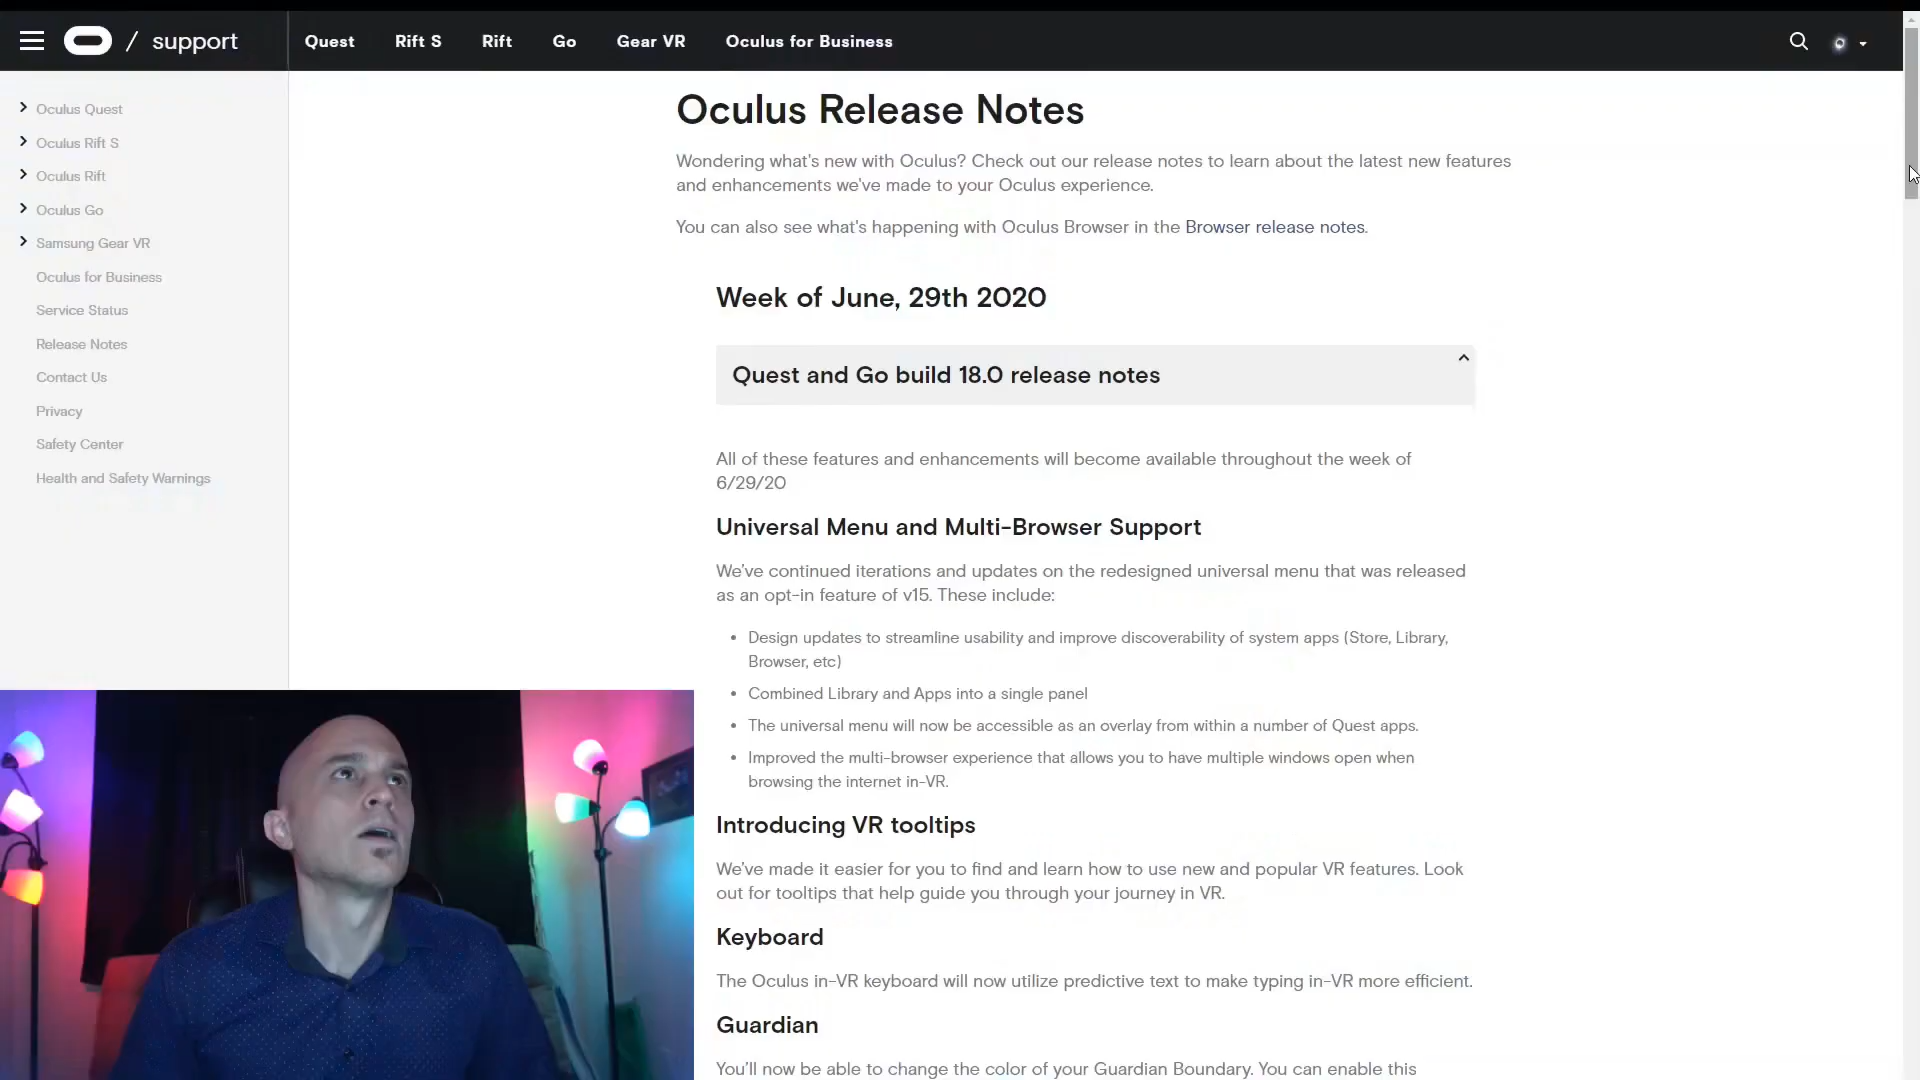 / support
Quest
Rift S
Rift
Go
Gear VR
Oculus for Business
Oculus Quest
Oculus Rift S
Oculus Rift
Oculus Go
Samsung Gear VR
Oculus for Business
Service Status
Release Notes
Contact Us
Privacy
Safety Center
Health and Safety Warnings
Oculus Release Notes
Wondering what's new with Oculus? Check out our release notes to learn about the latest new features
and enhancements we've made to your Oculus experience.
You can also see what's happening with Oculus Browser in the Browser release notes.
Week of June, 29th 2020
Quest and Go build 18.0 release notes
All of these features and enhancements will become available throughout the week of
6/29/20
Universal Menu and Multi-Browser Support
We've continued iterations and updates on the redesigned universal menu that was released
as an opt-in feature of v15. These include:
• Design updates to streamline usability and improve discoverability of system apps (Store, Library,
Browser, etc)
• Combined Library and Apps into a single panel
• The universal menu will now be accessible as an overlay from within a number of Quest apps.
• Improved the multi-browser experience that allows you to have multiple windows open when
browsing the internet in-VR.
Introducing VR tooltips
We've made it easier for you to find and learn how to use new and popular VR features. Look
out for tooltips that help guide you through your journey in VR.
Keyboard
The Oculus in-VR keyboard will now utilize predictive text to make typing in-VR more efficient.
Guardian
You'll now be able to change the color of your Guardian Boundary. You can enable this